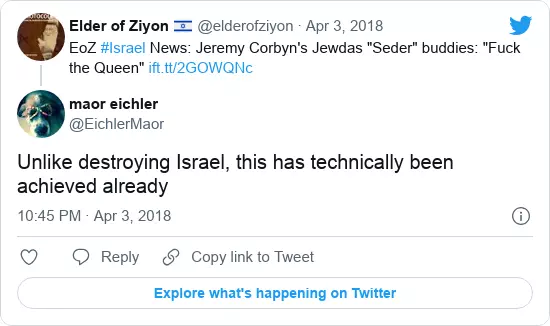 Elder of Ziyon 🇮🇱 @elderofziyon · Apr 3, 2018
EoZ #Israel News: Jeremy Corbyn's Jewdas "Seder" buddies: "Fuck
the Queen" ift.tt/2GOWQNc
maor eichler
@EichlerMaor
Unlike destroying Israel, this has technically been
achieved already
10:45 PM · Apr 3, 2018
Reply
Copy link to Tweet
Explore what's happening on Twitter